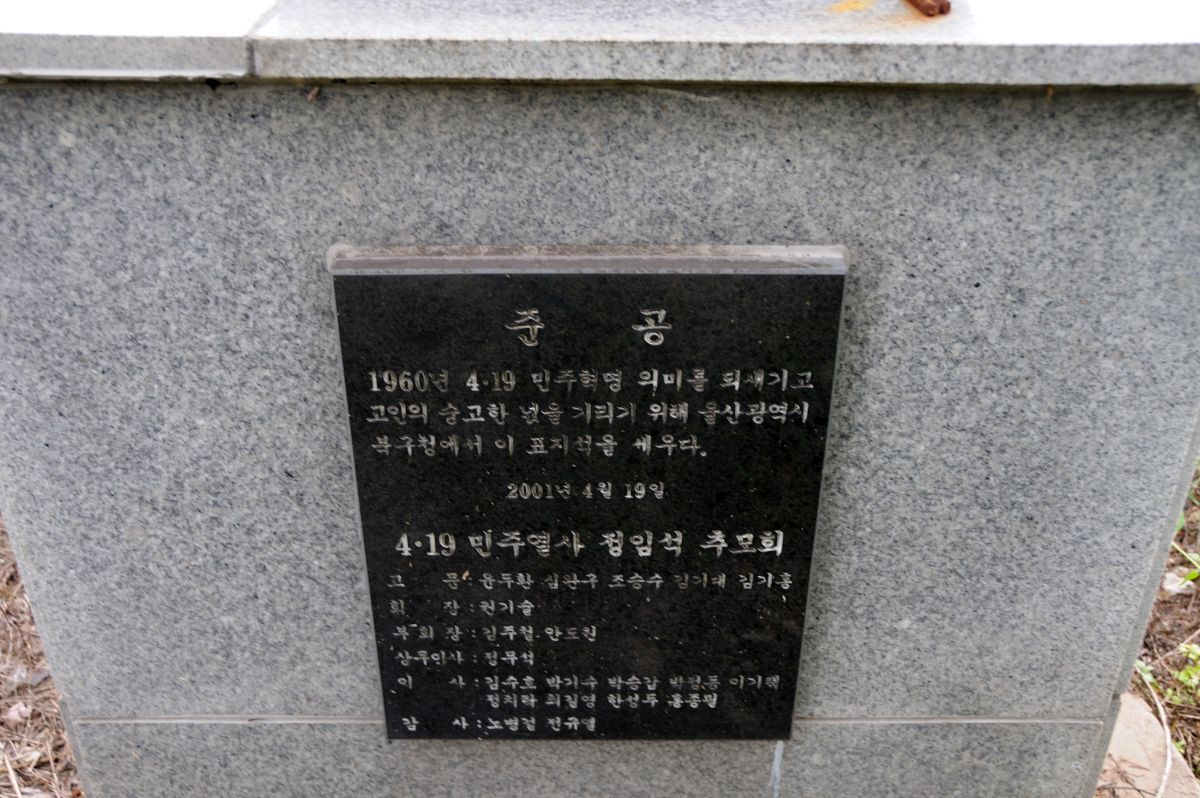 준 공
1960년 4·19 민주혁명 의미를 되새기고
고인의 숭고한 넋을 기리기 위해 울산광역시
북구청에서 이 표지석을 세우다.
2001년 4월 19일
4·19 민주열사 정임석 추모회
고 문 : 윤두환 심완구 조승수 김기대 김기홍
회 장 : 권기술
부 회 장 : 김주철 안도원
상무이사 : 정무석
이 사 : 김수호 박기수 박승갑 박정동 이기택
정치락 최길영 한성두 홍종필
감 사 : 노병걸 전규열